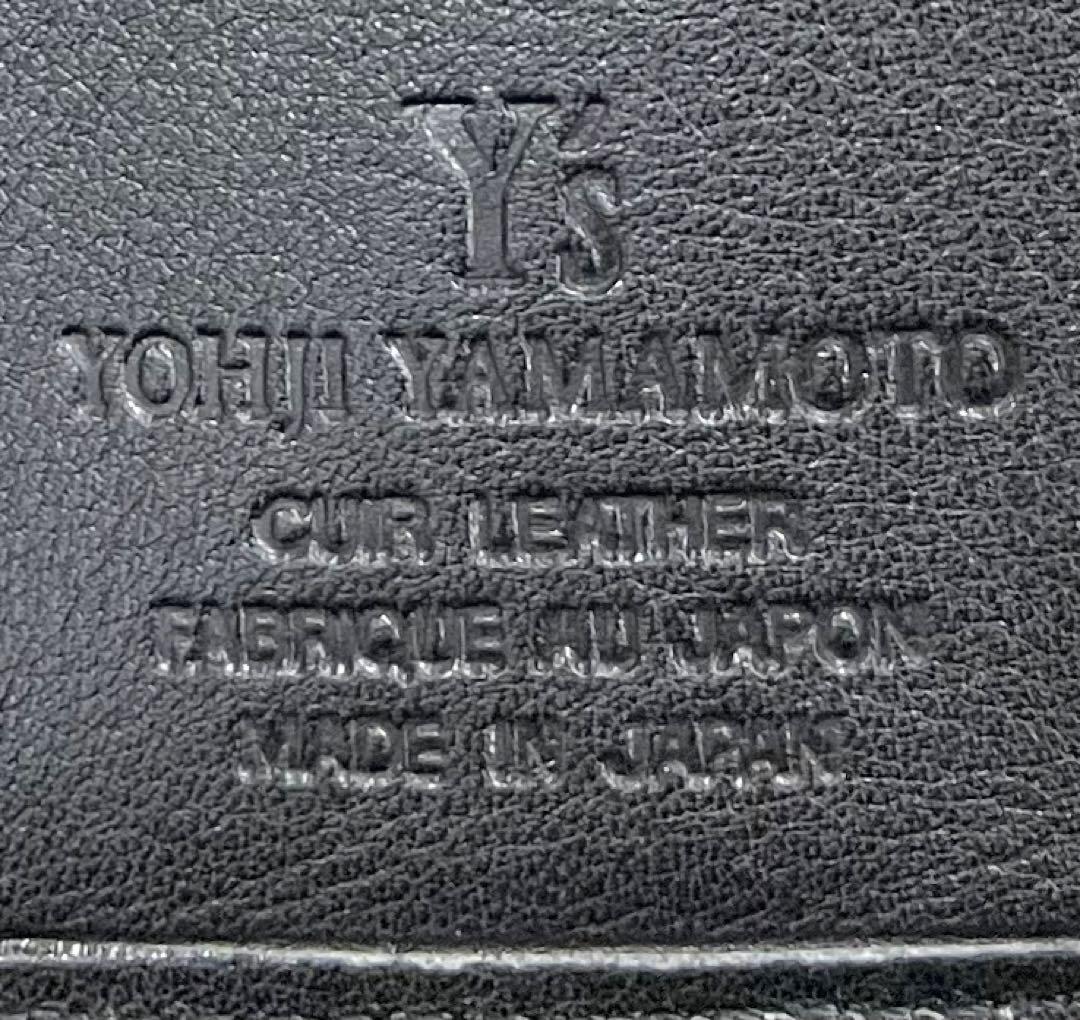 Y's
YOHJI YAMAMOTO
CUIR LEATHER
FABRIQUE AU JAPON
MADE IN JAPAN